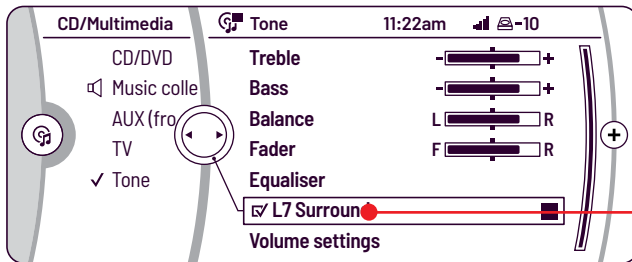 CD/Multimedia
Tone 11:22am -10
CD/DVD
Music colle
AUX (fro
TV
✓ Tone
Treble - +
Bass - +
Balance L R
Fader F R
Equaliser
L7 Surroun
Volume settings
+